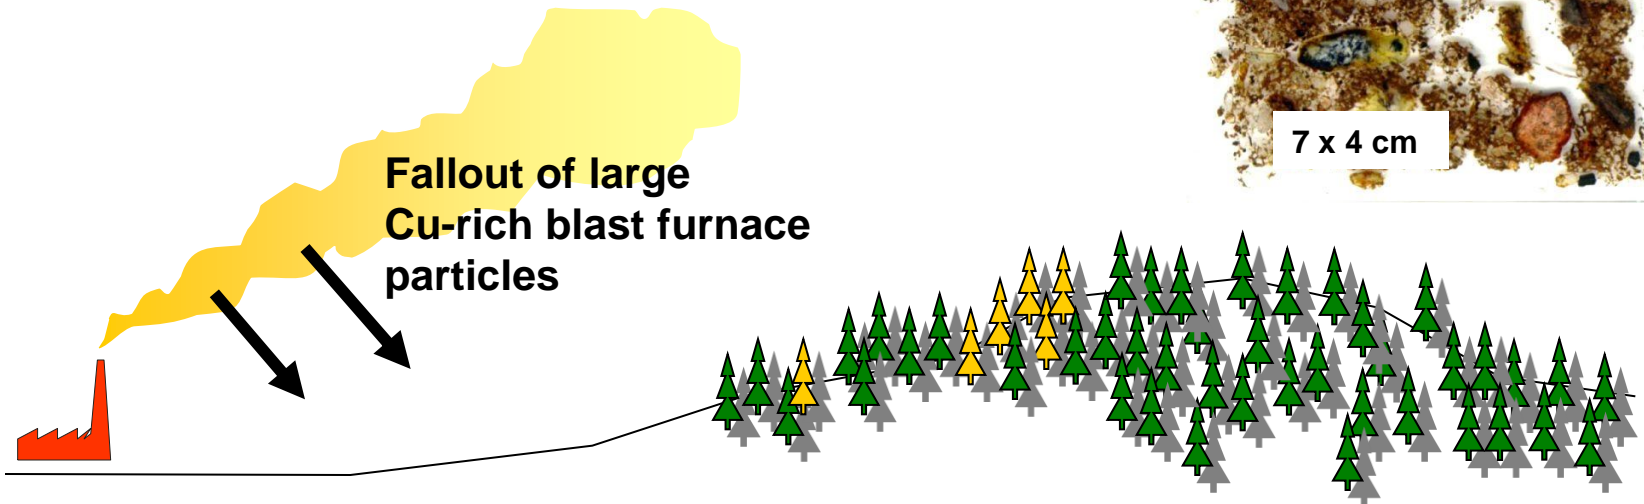 Fallout of large
Cu-rich blast furnace
particles
7 x 4 cm